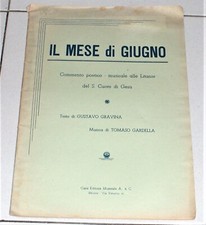 IL MESE di GIUGNO
Commento poetico - musicale alle Litanie
del S. Cuore di Gesù
Testo di GUSTAVO GRAVINA
Musica di TOMASO GARDELLA